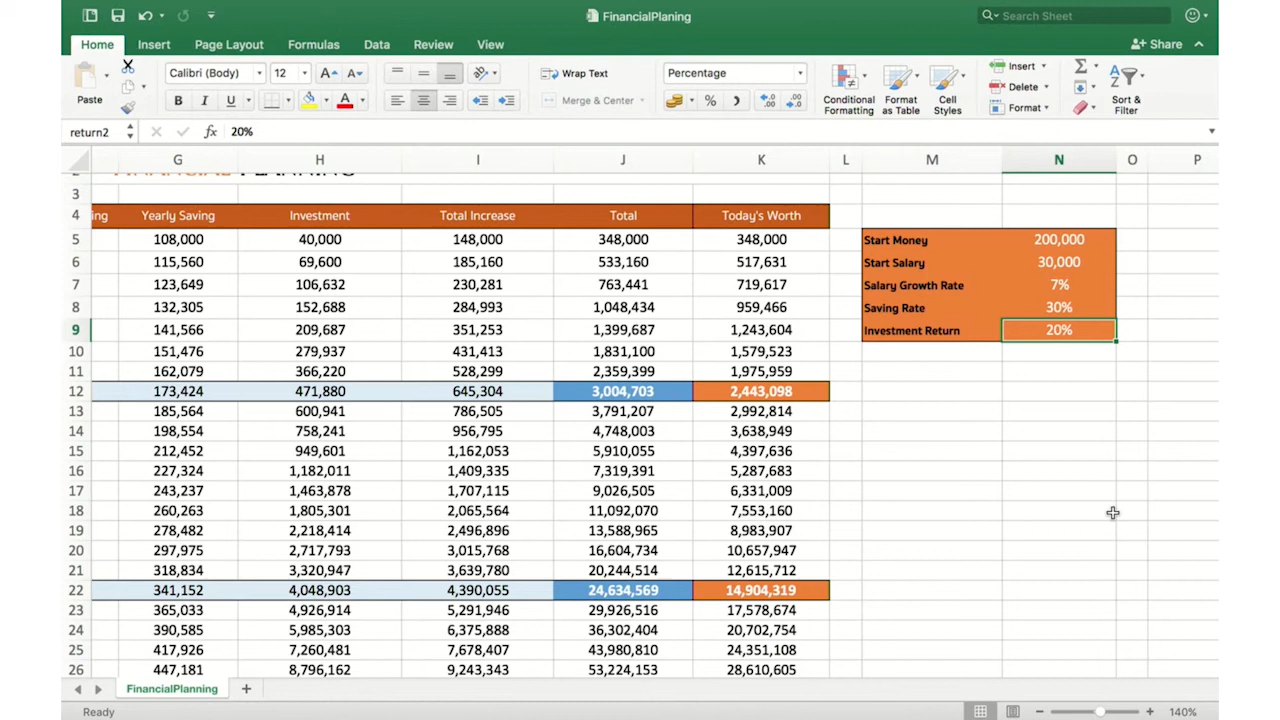 FinancialPlaning
Search Sheet
Home Insert Page Layout Formulas Data Review View
Share
Paste
Calibri (Body) 12 A A
B I U A
Wrap Text
Merge & Center
Percentage
% .0 .00 .00 .0
Conditional Formatting
Format as Table
Cell Styles
Insert
Delete
Format
Sort & Filter
return2 fx 20%
G H I J K L M N O P
2 FINANCIAL PLANNING
3
4 ing Yearly Saving Investment Total Increase Total Today's Worth
5 108,000 40,000 148,000 348,000 348,000 Start Money 200,000
6 115,560 69,600 185,160 533,160 517,631 Start Salary 30,000
7 123,649 106,632 230,281 763,441 719,617 Salary Growth Rate 7%
8 132,305 152,688 284,993 1,048,434 959,466 Saving Rate 30%
9 141,566 209,687 351,253 1,399,687 1,243,604 Investment Return 20%
10 151,476 279,937 431,413 1,831,100 1,579,523
11 162,079 366,220 528,299 2,359,399 1,975,959
12 173,424 471,880 645,304 3,004,703 2,443,098
13 185,564 600,941 786,505 3,791,207 2,992,814
14 198,554 758,241 956,795 4,748,003 3,638,949
15 212,452 949,601 1,162,053 5,910,055 4,397,636
16 227,324 1,182,011 1,409,335 7,319,391 5,287,683
17 243,237 1,463,878 1,707,115 9,026,505 6,331,009
18 260,263 1,805,301 2,065,564 11,092,070 7,553,160
19 278,482 2,218,414 2,496,896 13,588,965 8,983,907
20 297,975 2,717,793 3,015,768 16,604,734 10,657,947
21 318,834 3,320,947 3,639,780 20,244,514 12,615,712
22 341,152 4,048,903 4,390,055 24,634,569 14,904,319
23 365,033 4,926,914 5,291,946 29,926,516 17,578,674
24 390,585 5,985,303 6,375,888 36,302,404 20,702,754
25 417,926 7,260,481 7,678,407 43,980,810 24,351,108
26 447,181 8,796,162 9,243,343 53,224,153 28,610,605
FinancialPlanning +
Ready 140%